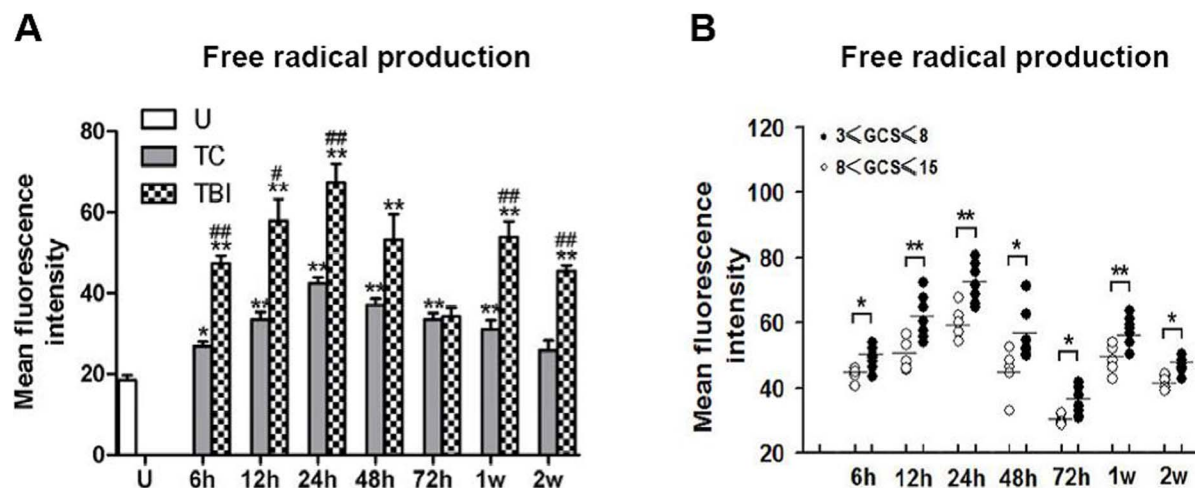 A
Free radical production
Mean fluorescence
intensity
U
TC
TBI
80
60
40
20
0
*
##
**
**
#
**
**
##
**
**
**
**
**
##
**
##
**
U 6h 12h 24h 48h 72h 1w 2w
B
Free radical production
Mean fluorescence
intensity
3⩽GCS⩽8
8<GCS⩽15
120
100
80
60
40
20
*
**
**
*
*
**
*
6h 12h 24h 48h 72h 1w 2w